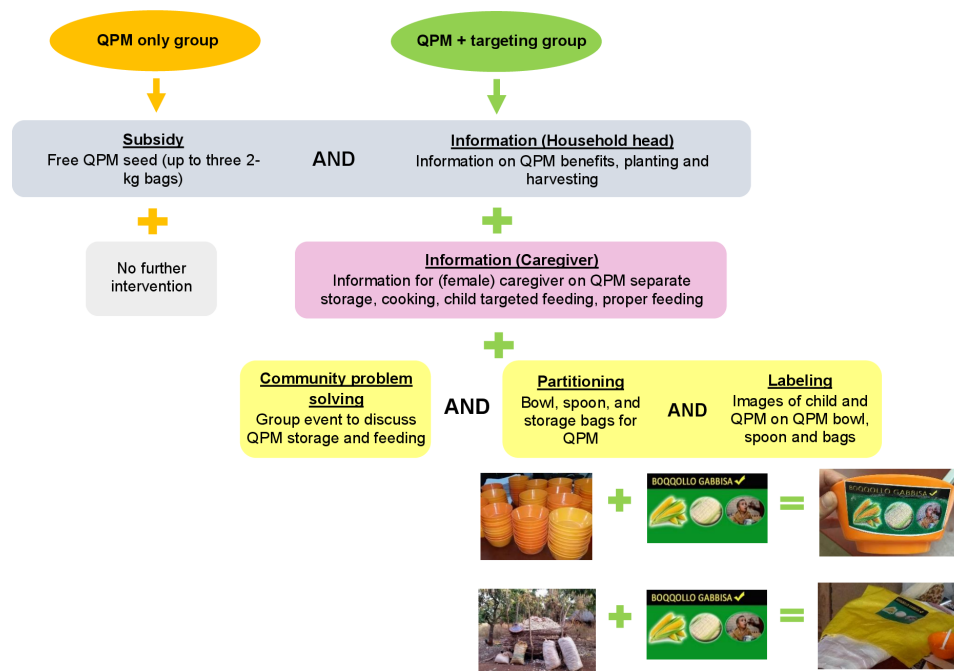 QPM only group
QPM + targeting group
Subsidy
Free QPM seed (up to three 2-
kg bags)
AND
Information (Household head)
Information on QPM benefits, planting and
harvesting
No further
intervention
Information (Caregiver)
Information for (female) caregiver on QPM separate
storage, cooking, child targeted feeding, proper feeding
Community problem
solving
Group event to discuss
QPM storage and feeding
AND
Partitioning
Bowl, spoon, and
storage bags for
QPM
AND
Labeling
Images of child and
QPM on QPM bowl,
spoon and bags
BOQQOLLO GABBISA
BOQQOLLO GABBISA
BOQQOLLO GABBISA